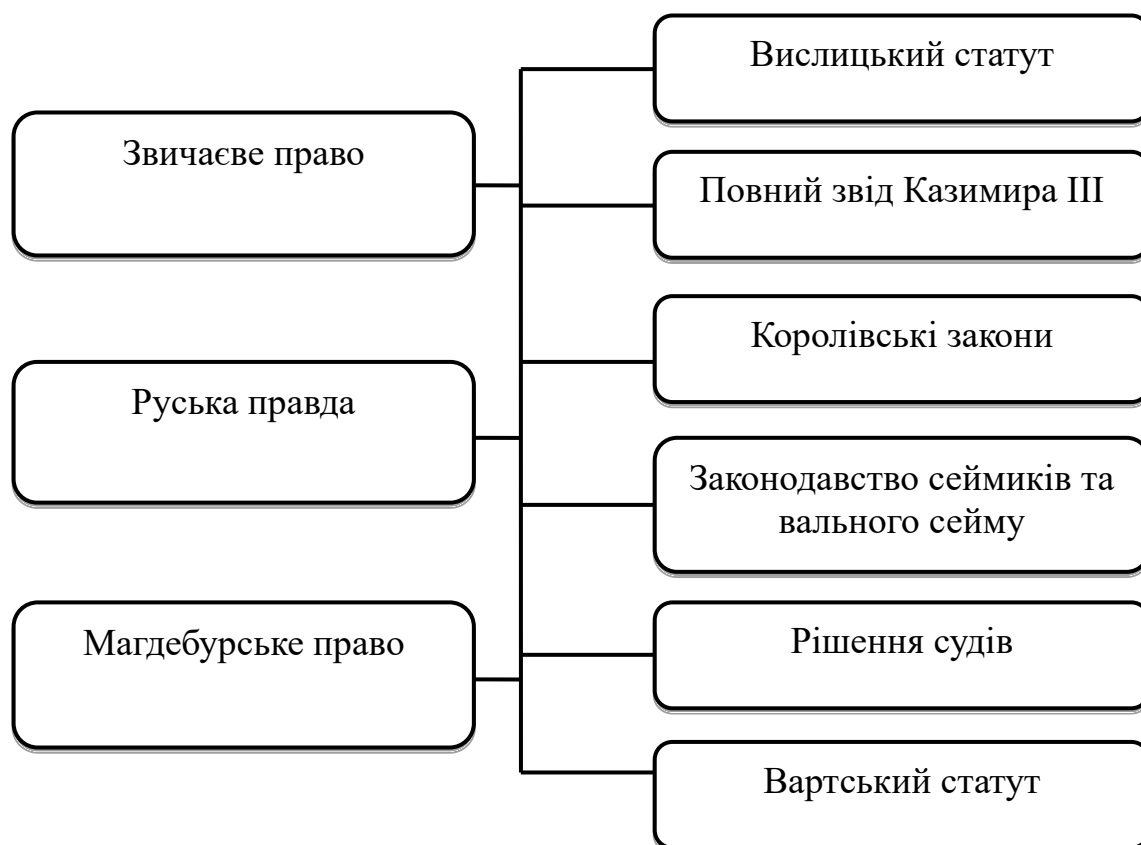 Звичаєве право
Руська правда
Магдебурське право
Вислицький статут
Повний звід Казимира ІІІ
Королівські закони
Законодавство сеймиків та
вального сейму
Рішення судів
Вартський статут